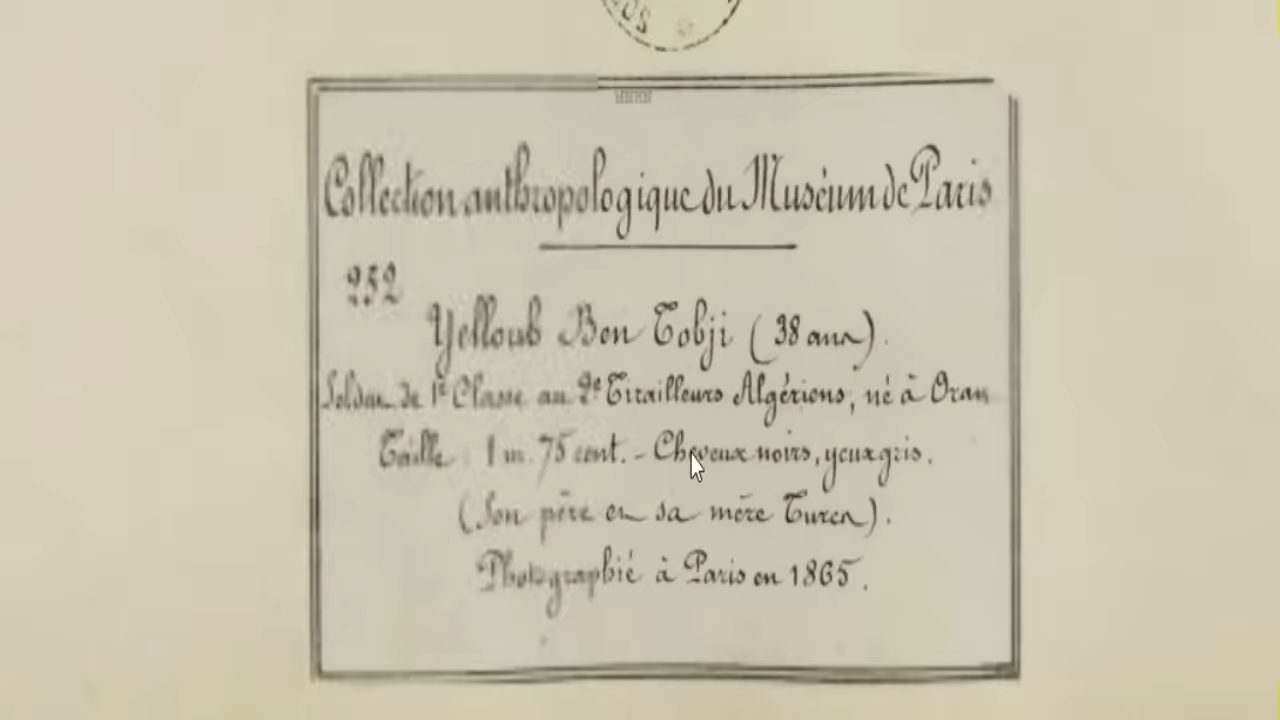 SOC
Collection anthropologique du Muséum de Paris
252
Yelloub Ben Tobji (38 ans).
Soldat de 1e Classe au 2e Tirailleurs Algériens, né à Oran
Taille : 1 m. 75 cent. - Cheveux noirs, yeux gris.
(Son père et sa mère Turcs).
Photographié à Paris en 1865.